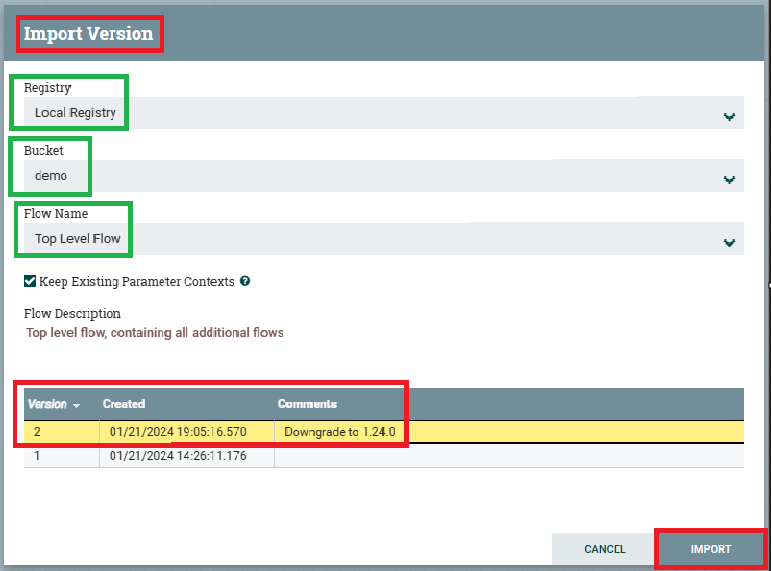 Import Version
Registry
Local Registry
Bucket
demo
Flow Name
Top Level Flow
Keep Existing Parameter Contexts ?
Flow Description
Top level flow, containing all additional flows
Version Created Comments
2 01/21/2024 19:05:16.570 Downgrade to 1.24.0
1 01/21/2024 14:26:11.176
CANCEL IMPORT